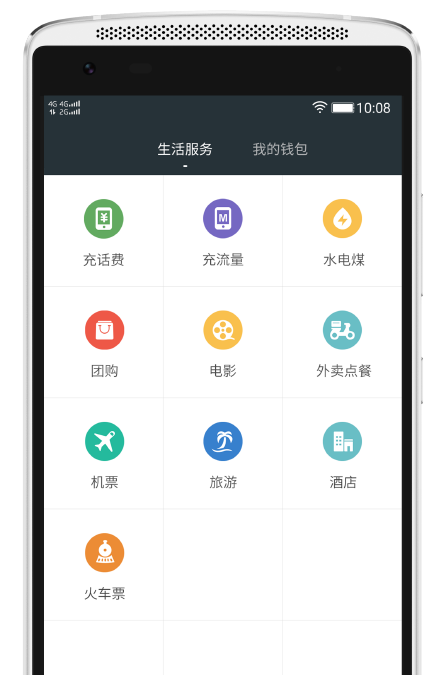 4G 4G
2G
10:08
生活服务 我的钱包
¥ M
充话费 充流量 水电煤
团购 电影 外卖点餐
机票 旅游 酒店
火车票